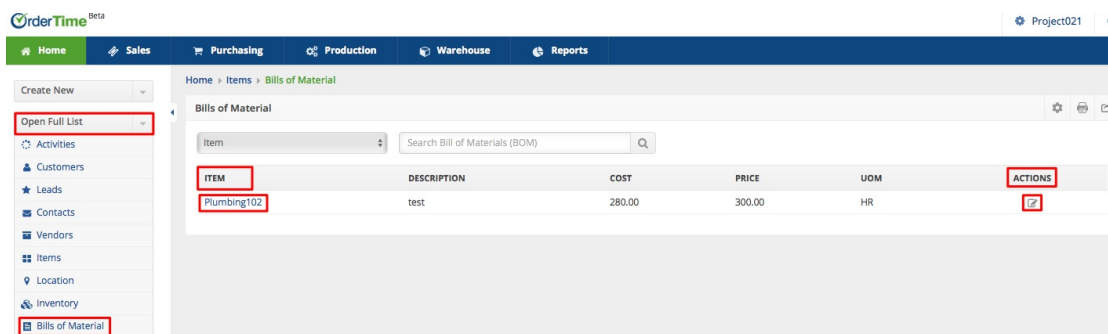 OrderTime Beta
Project021
Home Sales Purchasing Production Warehouse Reports
Create New
Open Full List
Activities
Customers
Leads
Contacts
Vendors
Items
Location
Inventory
Bills of Material
Home › Items › Bills of Material
Bills of Material
Item Search Bill of Materials (BOM)
ITEM DESCRIPTION COST PRICE UOM ACTIONS
Plumbing102 test 280.00 300.00 HR